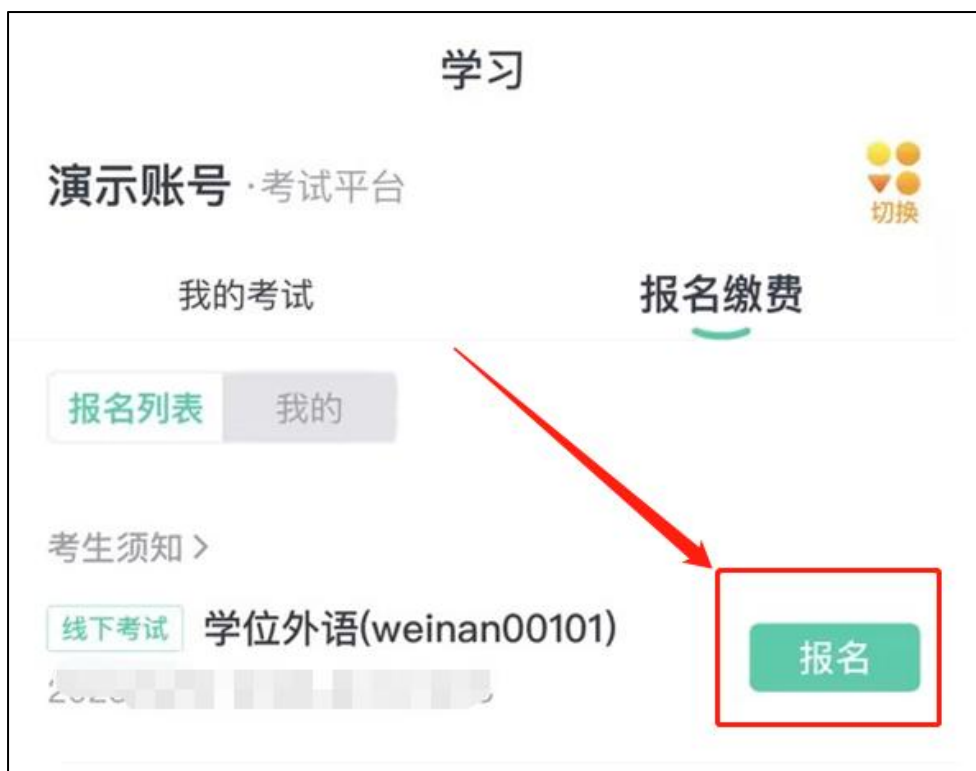 学习
演示账号 ·考试平台
切换
我的考试
报名缴费
报名列表
我的
考生须知 >
线下考试
学位外语(weinan00101)
报名